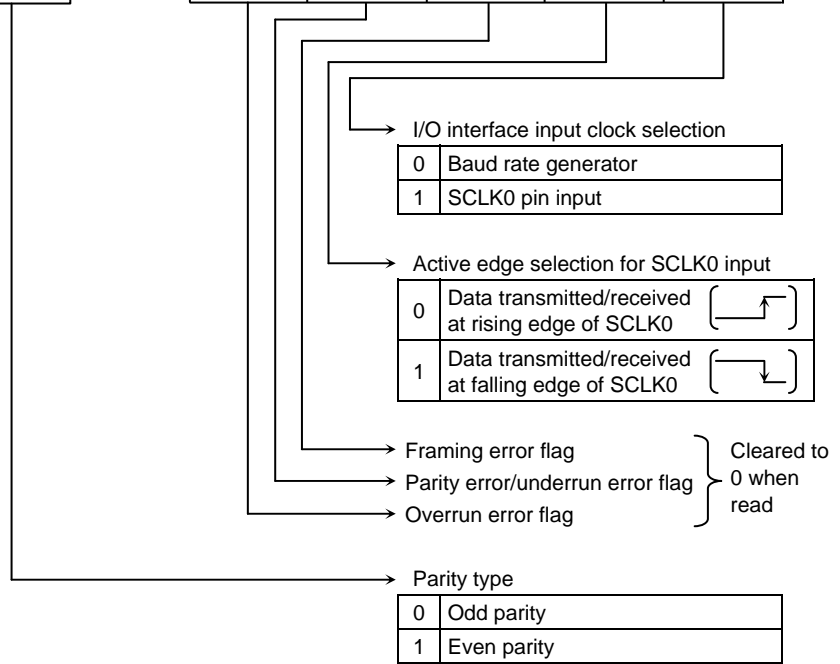 I/O interface input clock selection
0 Baud rate generator
1 SCLK0 pin input
Active edge selection for SCLK0 input
0 Data transmitted/received
at rising edge of SCLK0
1 Data transmitted/received
at falling edge of SCLK0
Framing error flag
Parity error/underrun error flag
Overrun error flag
Cleared to
0 when
read
Parity type
0 Odd parity
1 Even parity